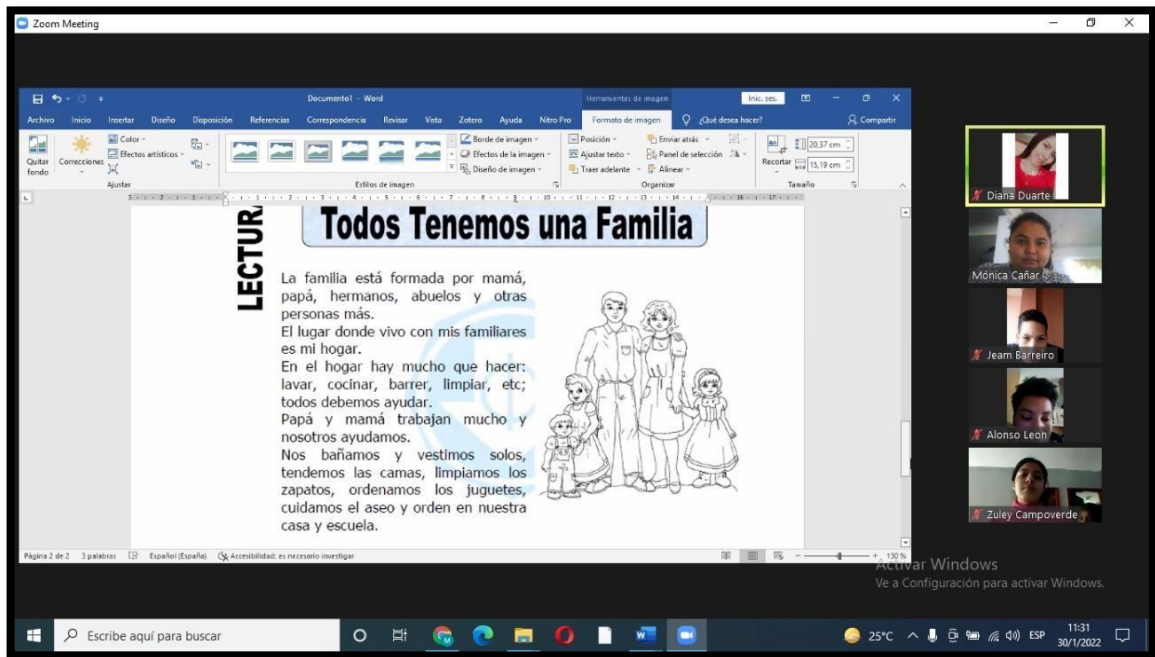 Zoom Meeting
Documento1 - Word
Herramientas de imagen
Inic. ses.
Archivo Inicio Insertar Diseño Disposición Referencias Correspondencia Revisar Vista Zotero Ayuda Nitro Pro Formato de imagen ¿Qué desea hacer? Compartir
Quitar fondo
Correcciones
Color
Efectos artísticos
Ajustar
Borde de imagen
Efectos de la imagen
Diseño de imagen
Estilos de imagen
Posición
Ajustar texto
Traer adelante
Enviar atrás
Panel de selección
Alinear
Organizar
Recortar
20,37 cm
15,19 cm
Tamaño
LECTUR
Todos Tenemos una Familia
La familia está formada por mamá,
papá, hermanos, abuelos y otras
personas más.
El lugar donde vivo con mis familiares
es mi hogar.
En el hogar hay mucho que hacer:
lavar, cocinar, barrer, limpiar, etc;
todos debemos ayudar.
Papá y mamá trabajan mucho y
nosotros ayudamos.
Nos bañamos y vestimos solos,
tendemos las camas, limpiamos los
zapatos, ordenamos los juguetes,
cuidamos el aseo y orden en nuestra
casa y escuela.
Diana Duarte
Mónica Cañar
Jeam Barreiro
Alonso Leon
Zuley Campoverde
Página 2 de 2 3 palabras Español (España) Accesibilidad: es necesario investigar 130 %
Activar Windows
Ve a Configuración para activar Windows.
Escribe aquí para buscar
25°C ESP 11:31
30/1/2022